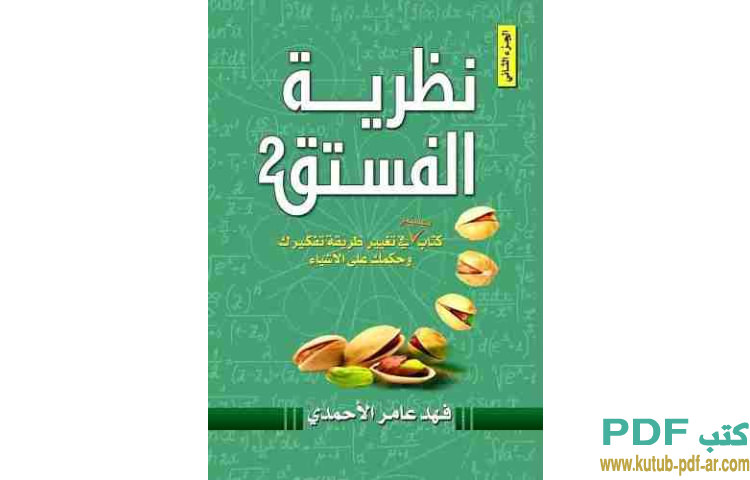 الجزء الثاني
نظرية
الفستق2
كتاب في تغيير طريقة تفكيرك
وحكمك على الأشياء
فهد عامر الأحمدي
كتب PDF
www.kutub-pdf-ar.com